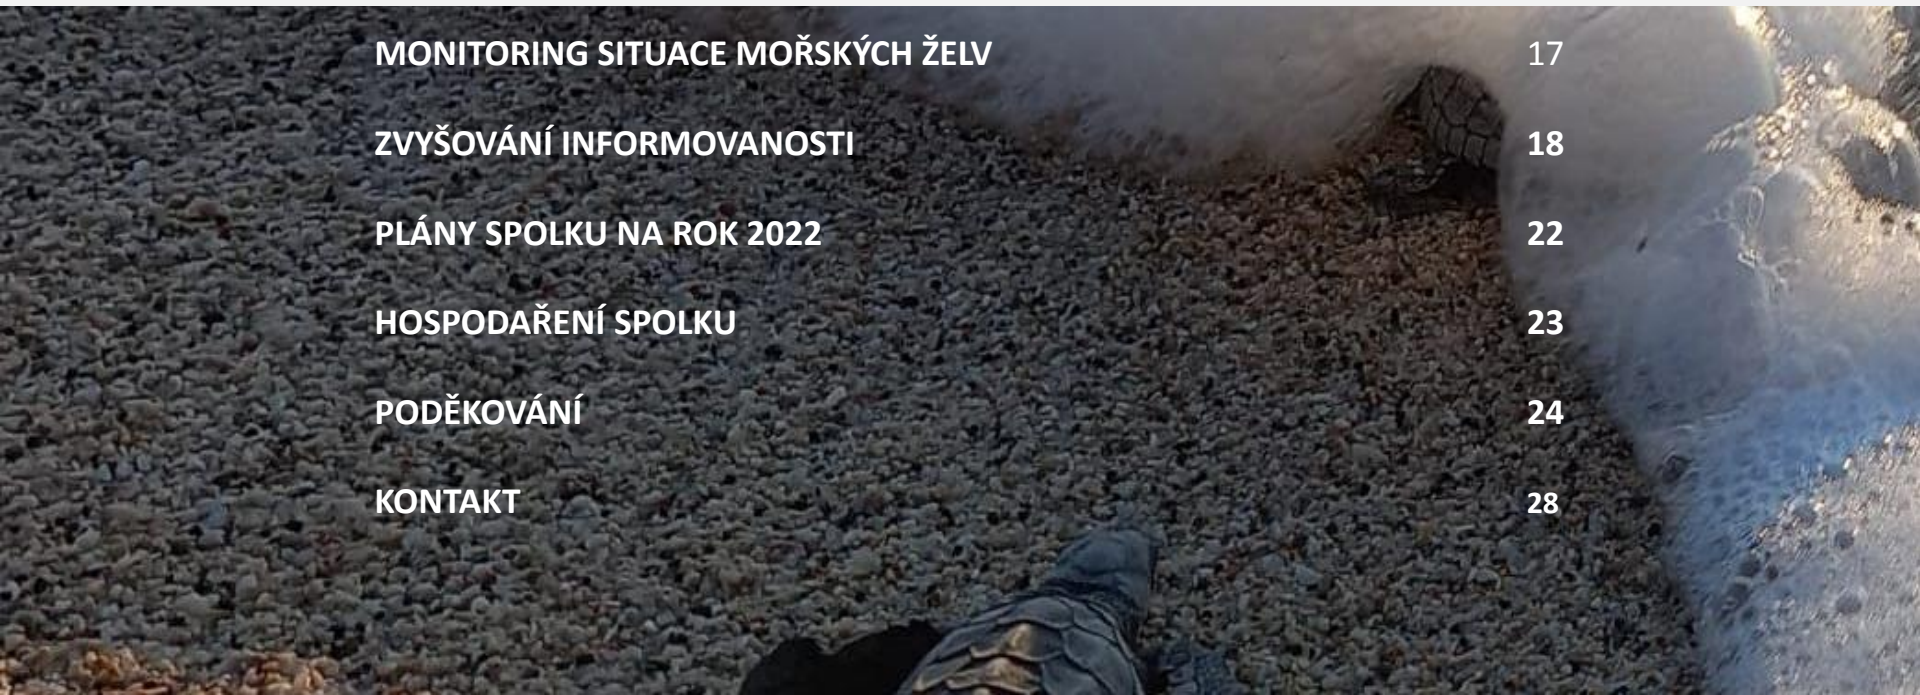 MONITORING SITUACE MOŘSKÝCH ŽELV 17
ZVYŠOVÁNÍ INFORMOVANOSTI 18
PLÁNY SPOLKU NA ROK 2022 22
HOSPODAŘENÍ SPOLKU 23
PODĚKOVÁNÍ 24
KONTAKT 28